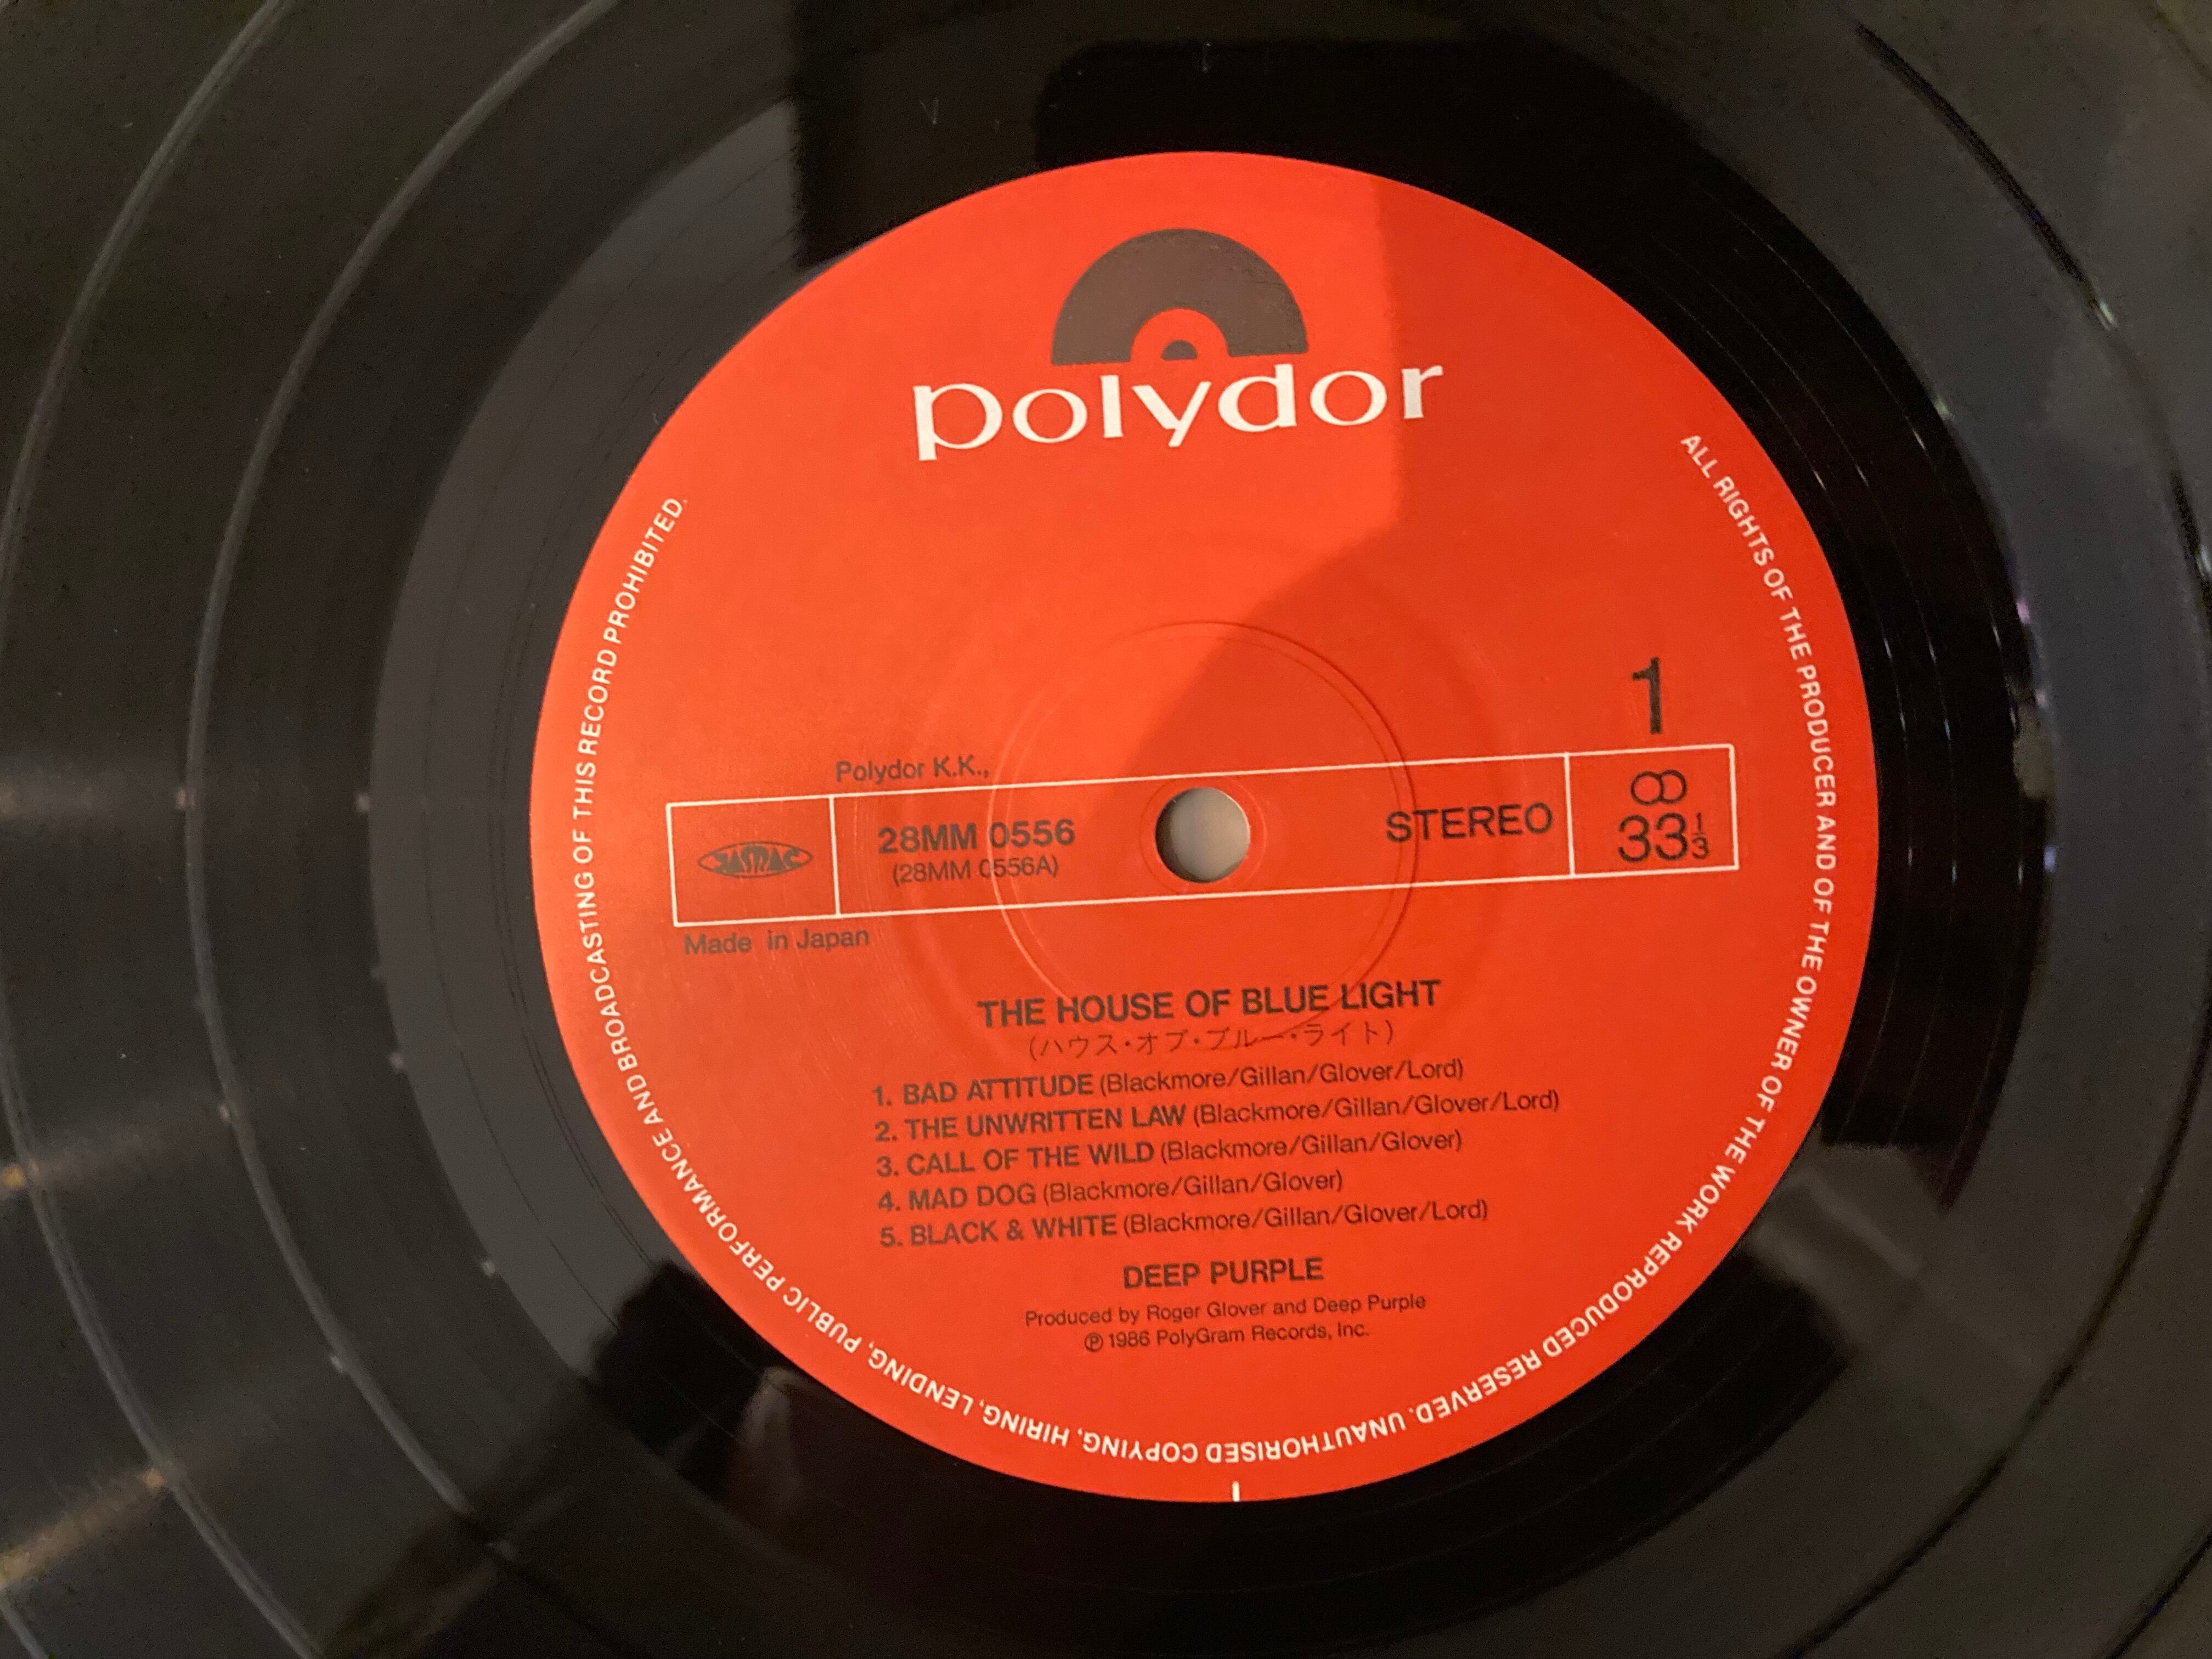 polydor
1
Polydor K.K.,
JASRAC
28MM 0556
(28MM 0556A)
STEREO
33 1/3
Made in Japan
THE HOUSE OF BLUE LIGHT
(ハウス・オブ・ブルー・ライト)
1. BAD ATTITUDE (Blackmore/Gillan/Glover/Lord)
2. THE UNWRITTEN LAW (Blackmore/Gillan/Glover/Lord)
3. CALL OF THE WILD (Blackmore/Gillan/Glover)
4. MAD DOG (Blackmore/Gillan/Glover)
5. BLACK & WHITE (Blackmore/Gillan/Glover/Lord)
DEEP PURPLE
Produced by Roger Glover and Deep Purple
℗ 1986 PolyGram Records, Inc.
ALL RIGHTS OF THE PRODUCER AND OF THE OWNER OF THE WORK REPRODUCED RESERVED. UNAUTHORISED COPYING, HIRING, LENDING, PUBLIC PERFORMANCE AND BROADCASTING OF THIS RECORD PROHIBITED.